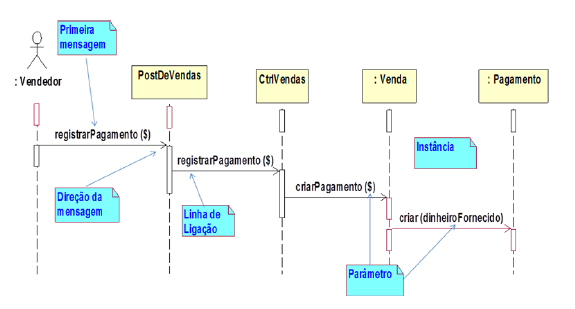 Primeira
mensagem
: Vendedor
PostDeVendas
CtrlVendas
: Venda
: Pagamento
registrarPagamento ($)
Instância
registrarPagamento ($)
criarPagamento ($)
Direção da
mensagem
Linha de
Ligação
criar (dinheiroFornecido)
Parâmetro